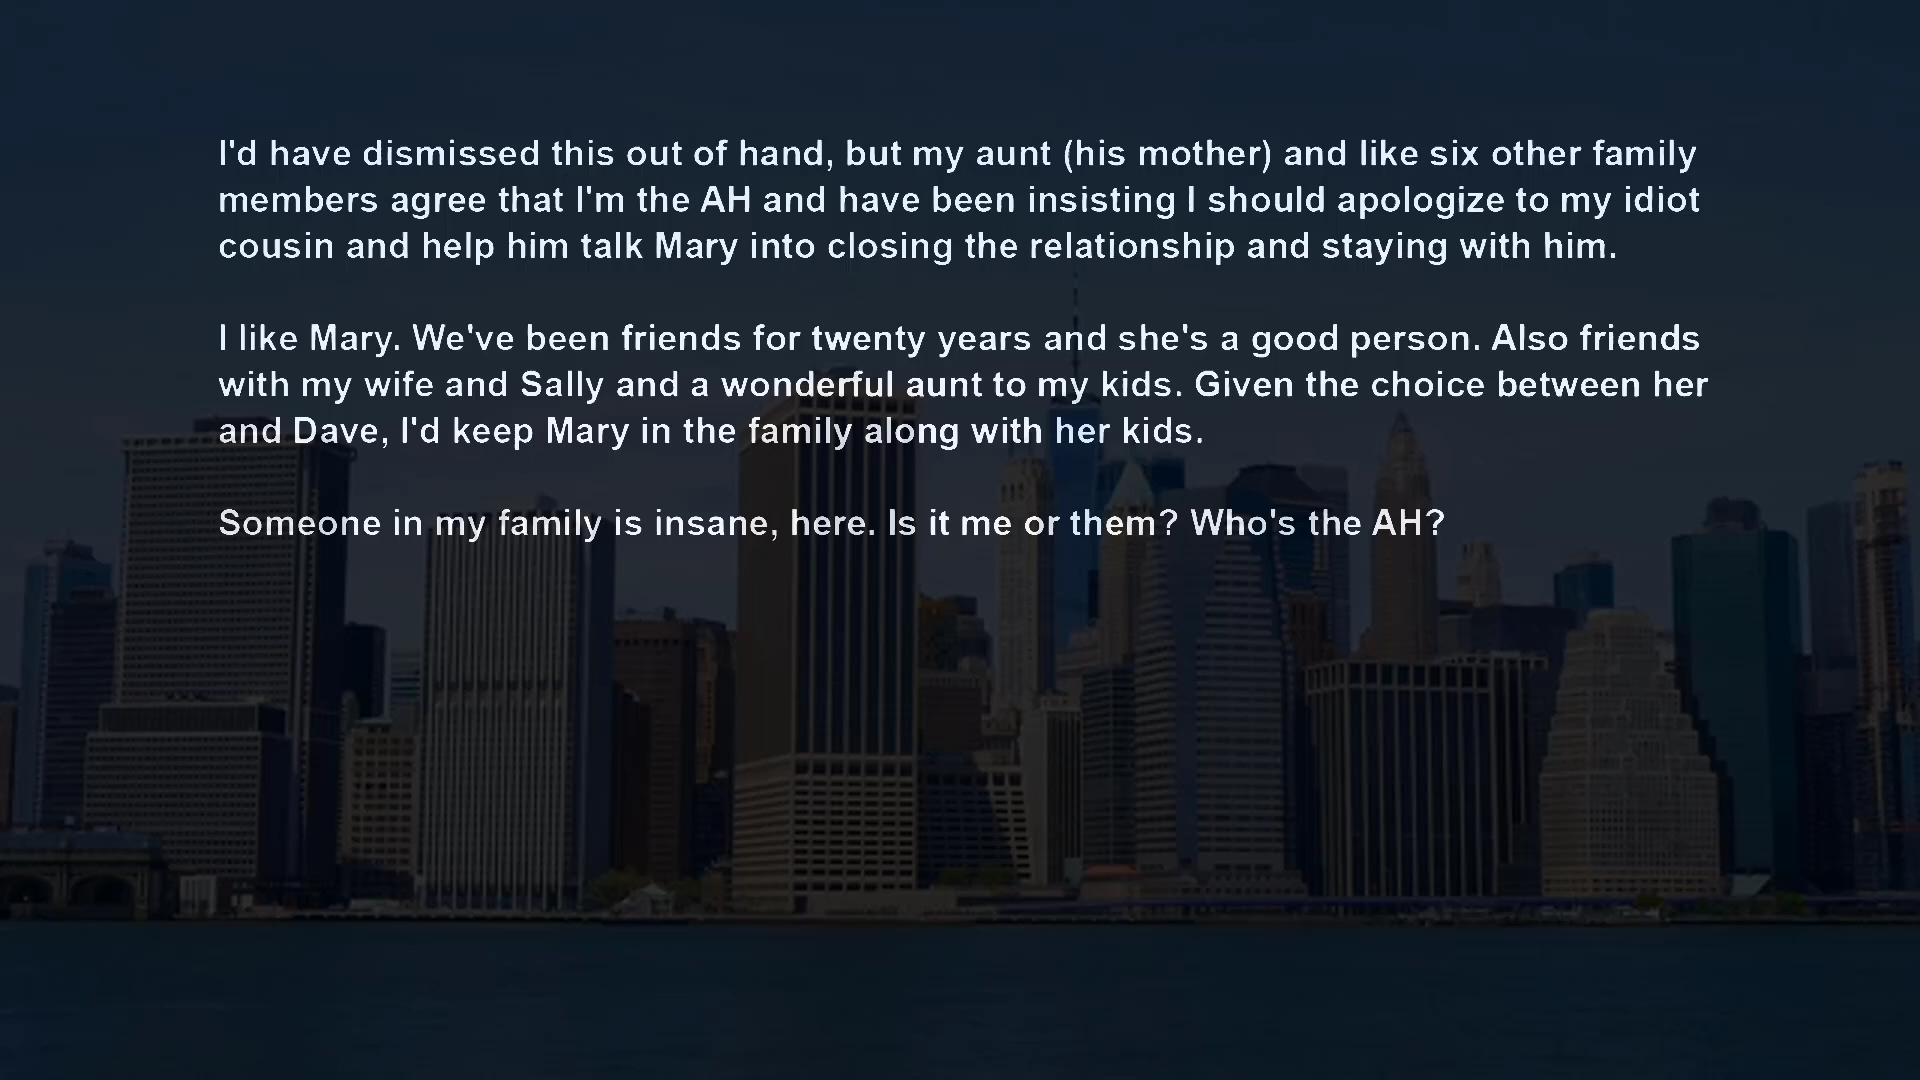 I'd have dismissed this out of hand, but my aunt (his mother) and like six other family
members agree that I'm the AH and have been insisting I should apologize to my idiot
cousin and help him talk Mary into closing the relationship and staying with him.
I like Mary. We've been friends for twenty years and she's a good person. Also friends
with my wife and Sally and a wonderful aunt to my kids. Given the choice between her
and Dave, I'd keep Mary in the family along with her kids.
Someone in my family is insane, here. Is it me or them? Who's the AH?